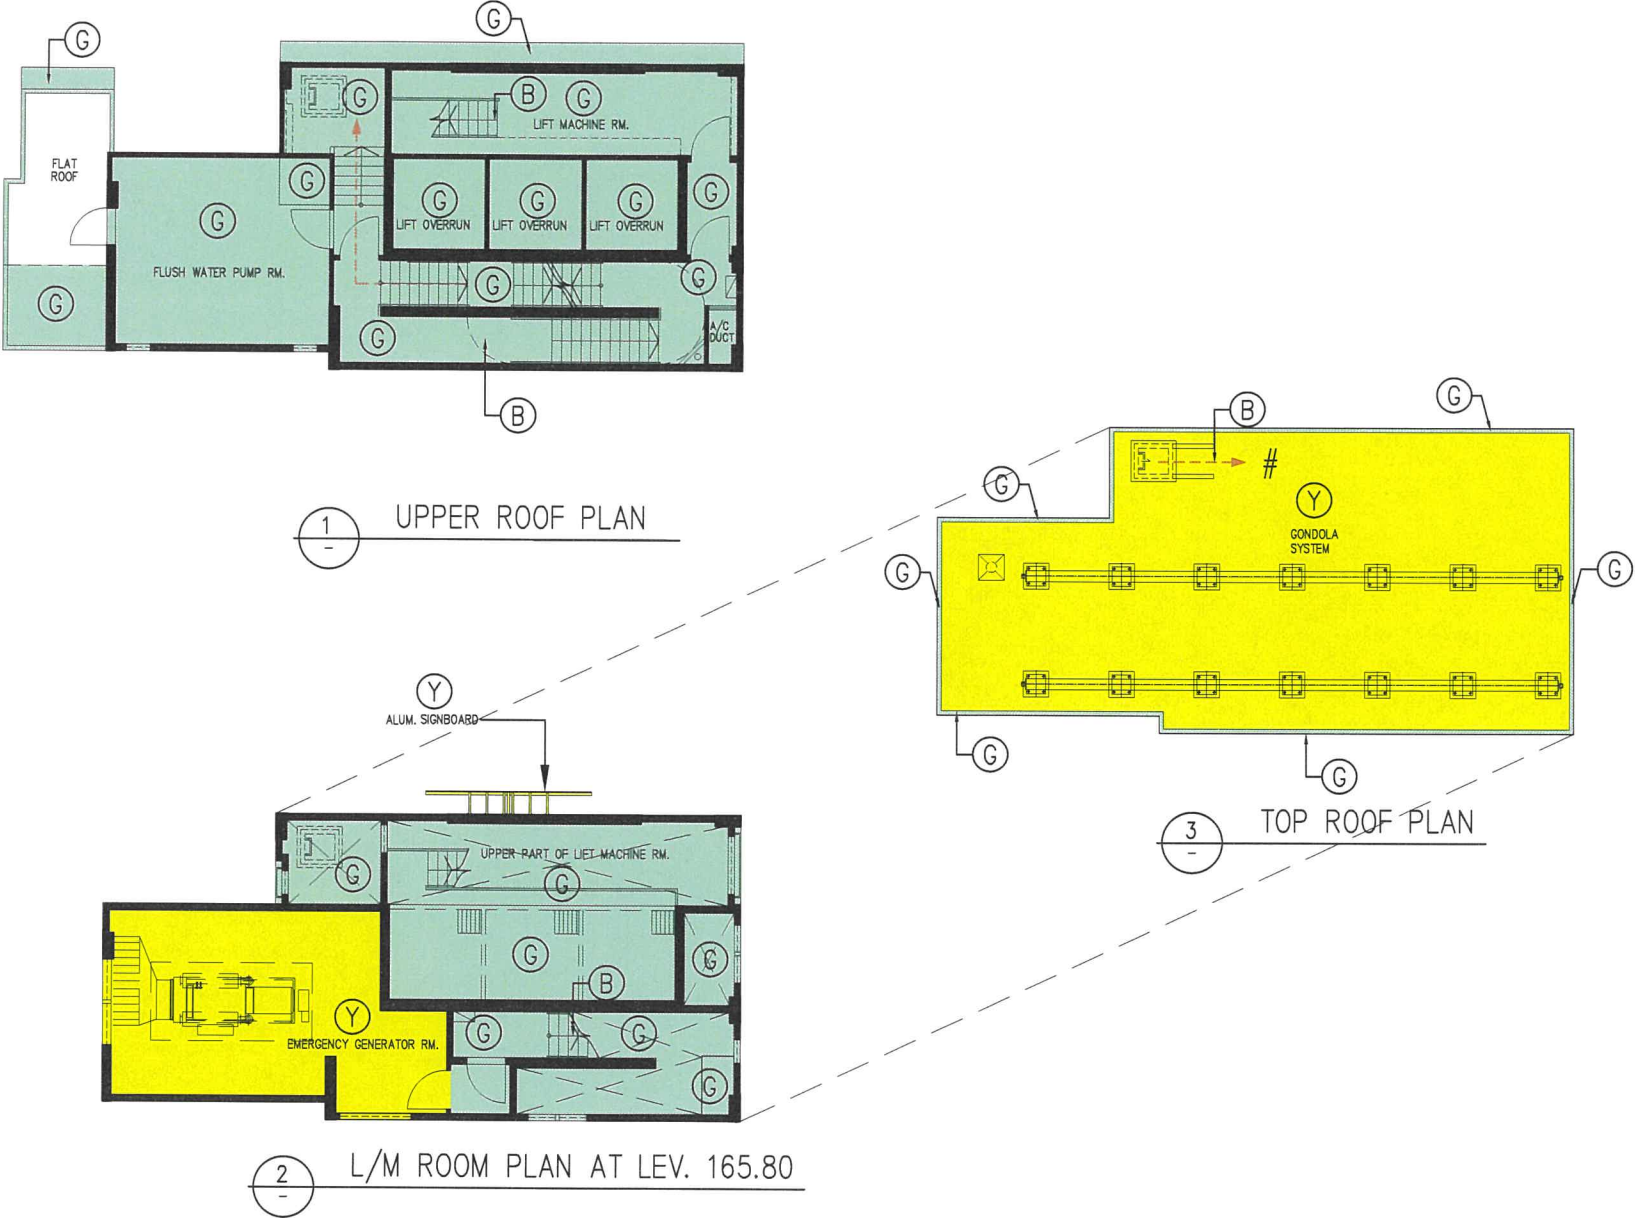 G
G
G
B
G
LIFT MACHINE RM.
FLAT
ROOF
G
G
G
G
G
G
LIFT OVERRUN
LIFT OVERRUN
LIFT OVERRUN
FLUSH WATER PUMP RM.
G
G
G
G
A/C
DUCT
B
1
-
UPPER ROOF PLAN
G
B
#
G
Y
GONDOLA
SYSTEM
G
G
G
G
3
-
TOP ROOF PLAN
Y
ALUM. SIGNBOARD
UPPER PART OF LIFT MACHINE RM.
G
G
G
G
B
Y
EMERGENCY GENERATOR RM.
G
G
G
2
-
L/M ROOM PLAN AT LEV. 165.80